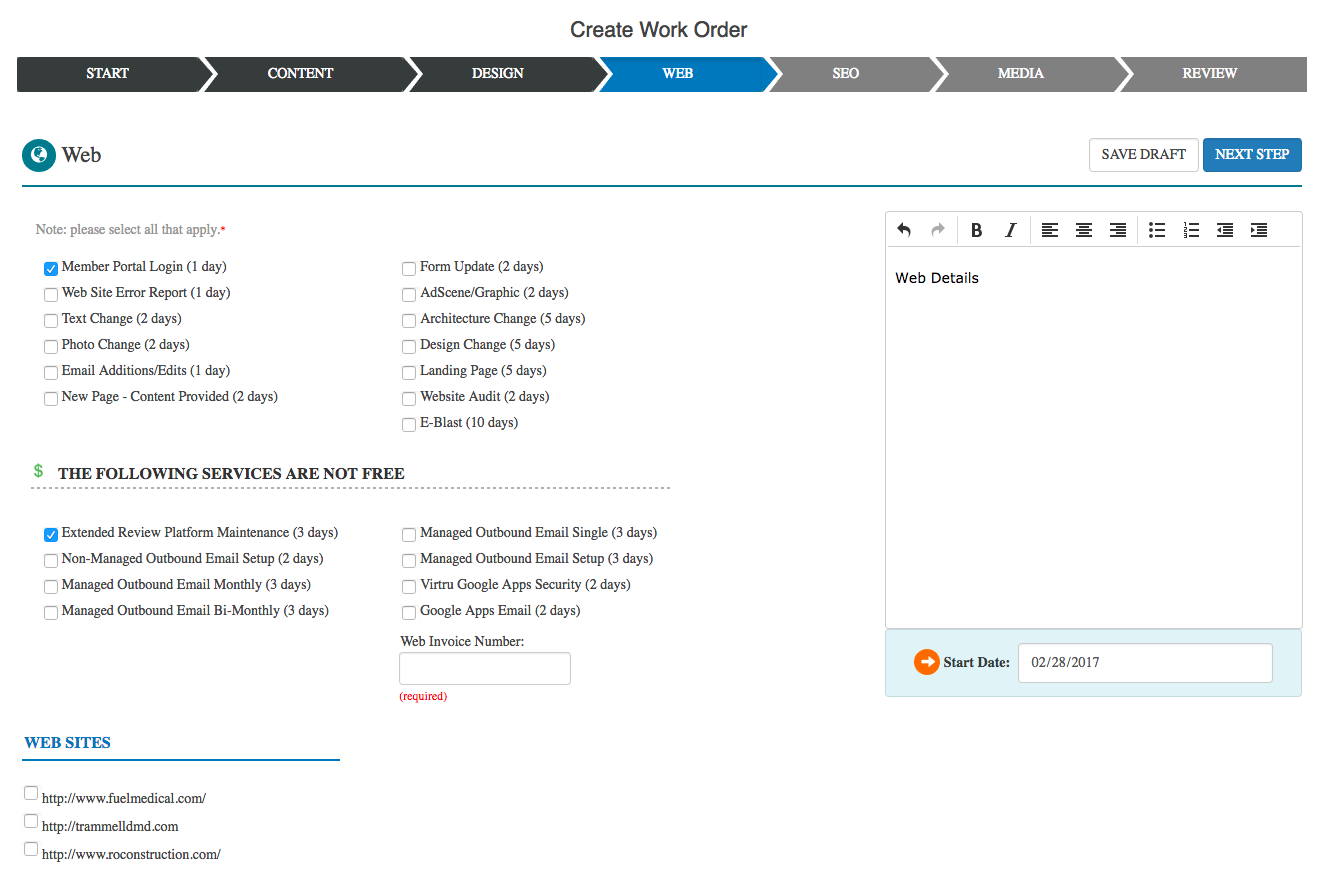 Create Work Order
START CONTENT DESIGN WEB SEO MEDIA REVIEW
Web
SAVE DRAFT NEXT STEP
Note: please select all that apply.*
Member Portal Login (1 day)
Web Site Error Report (1 day)
Text Change (2 days)
Photo Change (2 days)
Email Additions/Edits (1 day)
New Page - Content Provided (2 days)
Form Update (2 days)
AdScene/Graphic (2 days)
Architecture Change (5 days)
Design Change (5 days)
Landing Page (5 days)
Website Audit (2 days)
E-Blast (10 days)
$ THE FOLLOWING SERVICES ARE NOT FREE
Extended Review Platform Maintenance (3 days)
Non-Managed Outbound Email Setup (2 days)
Managed Outbound Email Monthly (3 days)
Managed Outbound Email Bi-Monthly (3 days)
Managed Outbound Email Single (3 days)
Managed Outbound Email Setup (3 days)
Virtru Google Apps Security (2 days)
Google Apps Email (2 days)
Web Invoice Number:
(required)
B I
Web Details
Start Date: 02/28/2017
WEB SITES
http://www.fuelmedical.com/
http://trammelldmd.com
http://www.roconstruction.com/